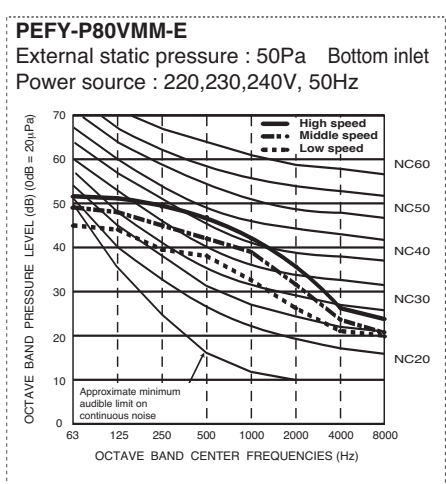 PEFY-P80VMM-E
External static pressure : 50Pa Bottom inlet
Power source : 220,230,240V, 50Hz
OCTAVE BAND PRESSURE LEVEL (dB) (0dB = 20μPa)
70
60
50
40
30
20
10
0
High speed
Middle speed
Low speed
NC60
NC50
NC40
NC30
NC20
Approximate minimum
audible limit on
continuous noise
63 125 250 500 1000 2000 4000 8000
OCTAVE BAND CENTER FREQUENCIES (Hz)